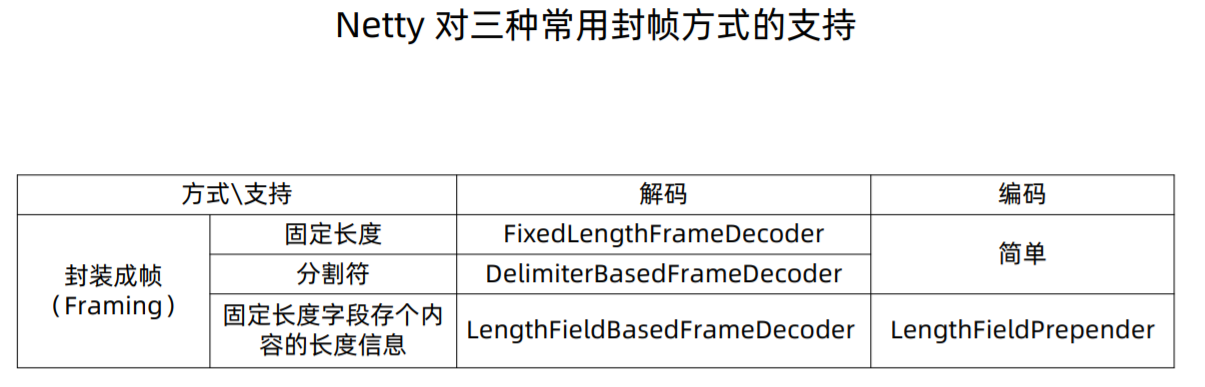 Netty 对三种常用封帧方式的支持
方式\支持
解码
编码
封装成帧
(Framing)
固定长度
FixedLengthFrameDecoder
简单
分割符
DelimiterBasedFrameDecoder
固定长度字段存个内
容的长度信息
LengthFieldBasedFrameDecoder
LengthFieldPrepender